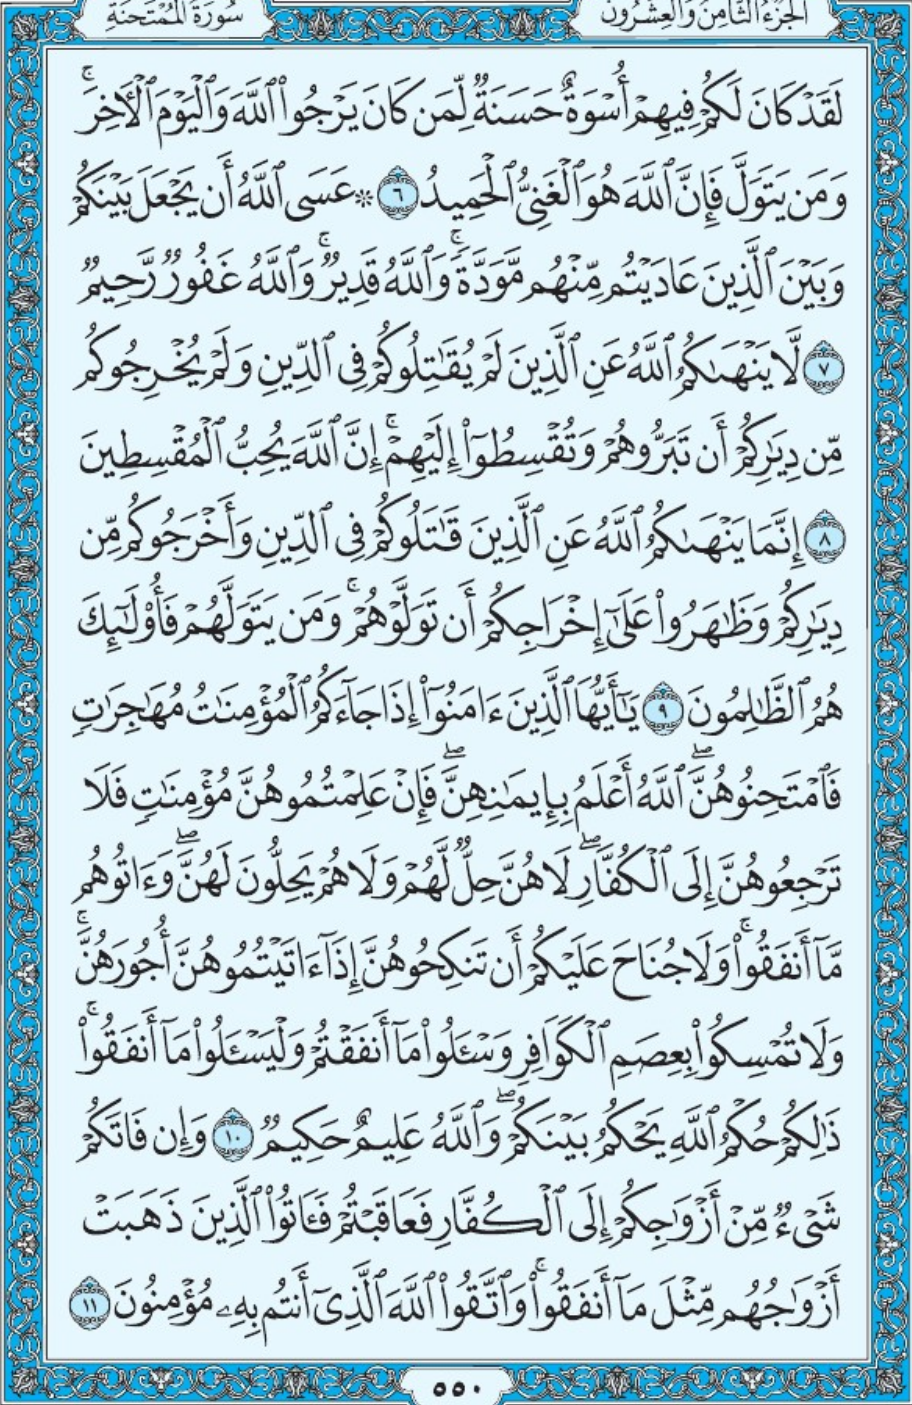 الجزء الثامن والعشرون
سورة الممتحنة
لَقَدۡ كَانَ لَكُمۡ فِيهِمۡ أُسۡوَةٌ حَسَنَةٞ لِّمَن كَانَ يَرۡجُواْ ٱللَّهَ وَٱلۡيَوۡمَ ٱلۡأٓخِرَۚ
وَمَن يَتَوَلَّ فَإِنَّ ٱللَّهَ هُوَ ٱلۡغَنِيُّ ٱلۡحَمِيدُ ٦ ۞ عَسَى ٱللَّهُ أَن يَجۡعَلَ بَيۡنَكُمۡ
وَبَيۡنَ ٱلَّذِينَ عَادَيۡتُم مِّنۡهُم مَّوَدَّةٗۚ وَٱللَّهُ قَدِيرٞۚ وَٱللَّهُ غَفُورٞ رَّحِيمٞ
٧ لَّا يَنۡهَىٰكُمُ ٱللَّهُ عَنِ ٱلَّذِينَ لَمۡ يُقَٰتِلُوكُمۡ فِي ٱلدِّينِ وَلَمۡ يُخۡرِجُوكُم
مِّن دِيَٰرِكُمۡ أَن تَبَرُّوهُمۡ وَتُقۡسِطُوٓاْ إِلَيۡهِمۡۚ إِنَّ ٱللَّهَ يُحِبُّ ٱلۡمُقۡسِطِينَ
٨ إِنَّمَا يَنۡهَىٰكُمُ ٱللَّهُ عَنِ ٱلَّذِينَ قَٰتَلُوكُمۡ فِي ٱلدِّينِ وَأَخۡرَجُوكُم مِّن
دِيَٰرِكُمۡ وَظَٰهَرُواْ عَلَىٰٓ إِخۡرَاجِكُمۡ أَن تَوَلَّوۡهُمۡۚ وَمَن يَتَوَلَّهُمۡ فَأُوْلَٰٓئِكَ
هُمُ ٱلظَّٰلِمُونَ ٩ يَٰٓأَيُّهَا ٱلَّذِينَ ءَامَنُوٓاْ إِذَا جَآءَكُمُ ٱلۡمُؤۡمِنَٰتُ مُهَٰجِرَٰتٖ
فَٱمۡتَحِنُوهُنَّۖ ٱللَّهُ أَعۡلَمُ بِإِيمَٰنِهِنَّۖ فَإِنۡ عَلِمۡتُمُوهُنَّ مُؤۡمِنَٰتٖ فَلَا
تَرۡجِعُوهُنَّ إِلَى ٱلۡكُفَّارِۖ لَا هُنَّ حِلّٞ لَّهُمۡ وَلَا هُمۡ يَحِلُّونَ لَهُنَّۖ وَءَاتُوهُم
مَّآ أَنفَقُواْۚ وَلَا جُنَاحَ عَلَيۡكُمۡ أَن تَنكِحُوهُنَّ إِذَآ ءَاتَيۡتُمُوهُنَّ أُجُورَهُنَّۚ
وَلَا تُمۡسِكُواْ بِعِصَمِ ٱلۡكَوَافِرِ وَسۡـَٔلُواْ مَآ أَنفَقۡتُمۡ وَلۡيَسۡـَٔلُواْ مَآ أَنفَقُواْۚ
ذَٰلِكُمۡ حُكۡمُ ٱللَّهِ يَحۡكُمُ بَيۡنَكُمۡۖ وَٱللَّهُ عَلِيمٌ حَكِيمٞ ١٠ وَإِن فَاتَكُمۡ
شَيۡءٞ مِّنۡ أَزۡوَٰجِكُمۡ إِلَى ٱلۡكُفَّارِ فَعَاقَبۡتُمۡ فَـَٔاتُواْ ٱلَّذِينَ ذَهَبَتۡ
أَزۡوَٰجُهُم مِّثۡلَ مَآ أَنفَقُواْۚ وَٱتَّقُواْ ٱللَّهَ ٱلَّذِيٓ أَنتُم بِهِۦ مُؤۡمِنُونَ ١١
٥٥٠